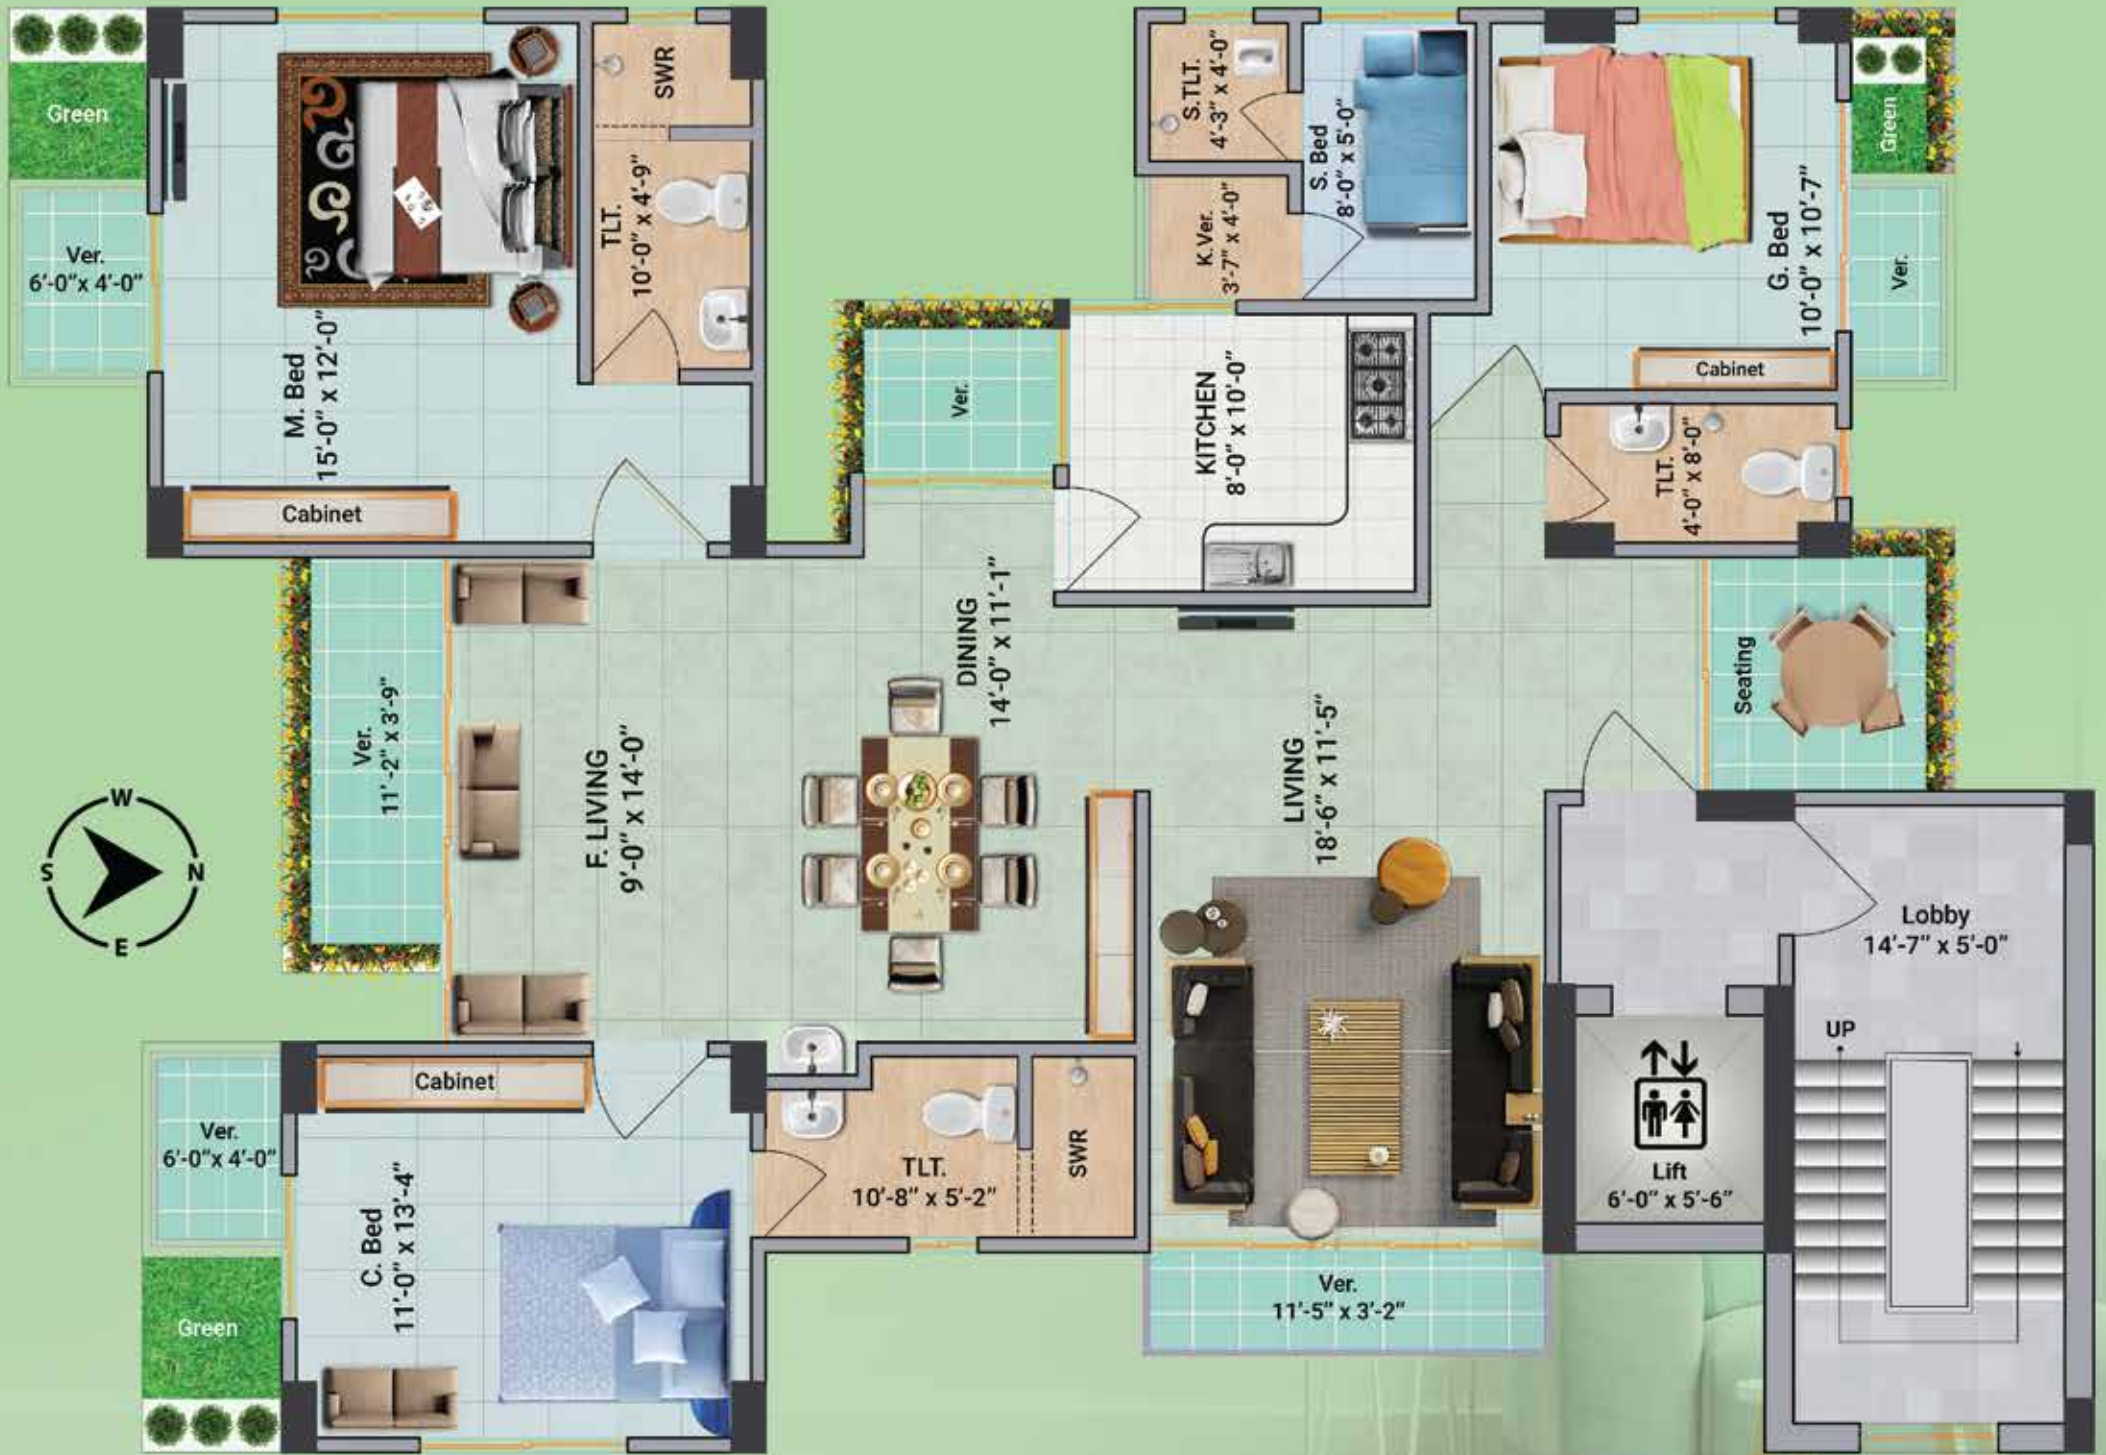 SWR
S.TLT.
4'-3" x 4'-0"
S. Bed
8'-0" x 5'-0"
Green
Green
TLT.
10'-0" x 4'-9"
K.Ver.
3'-7" x 4'-0"
G. Bed
10'-0" x 10'-7"
Ver.
6'-0"x 4'-0"
Ver.
M. Bed
15'-0" x 12'-0"
Cabinet
Ver.
KITCHEN
8'-0" x 10'-0"
TLT.
4'-0" x 8'-0"
Cabinet
DINING
14'-0" x 11'-1"
Seating
Ver.
11'-2" x 3'-9"
F. LIVING
9'-0" x 14'-0"
LIVING
18'-6" x 11'-5"
W
S
N
E
Lobby
14'-7" x 5'-0"
UP
Cabinet
Ver.
6'-0"x 4'-0"
TLT.
10'-8" x 5'-2"
SWR
Lift
6'-0" x 5'-6"
C. Bed
11'-0" x 13'-4"
Ver.
11'-5" x 3'-2"
Green